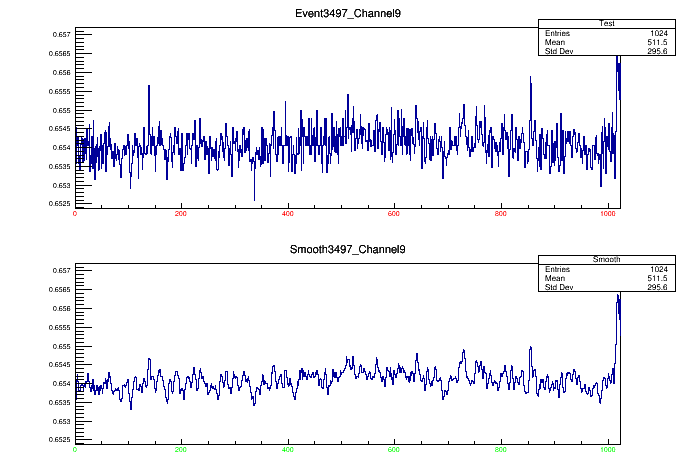 Event3497_Channel9
Test
Entries 1024
Mean 511.5
Std Dev 295.6
0.657
0.6565
0.656
0.6555
0.655
0.6545
0.654
0.6535
0.653
0.6525
0 200 400 600 800 1000
Smooth3497_Channel9
Smooth
Entries 1024
Mean 511.5
Std Dev 295.6
0.657
0.6565
0.656
0.6555
0.655
0.6545
0.654
0.6535
0.653
0.6525
0 200 400 600 800 1000